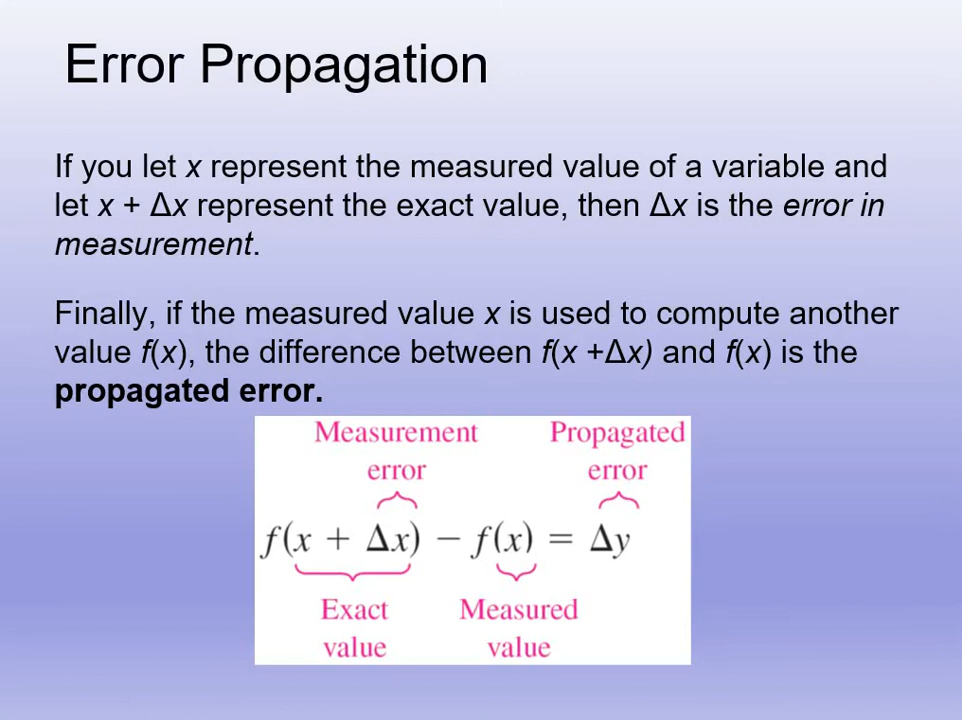 Error Propagation
If you let x represent the measured value of a variable and
let x + Δx represent the exact value, then Δx is the error in
measurement.
Finally, if the measured value x is used to compute another
value f(x), the difference between f(x +Δx) and f(x) is the
propagated error.
Measurement Propagated
error error
f(x + Δx) − f(x) = Δy
Exact Measured
value value